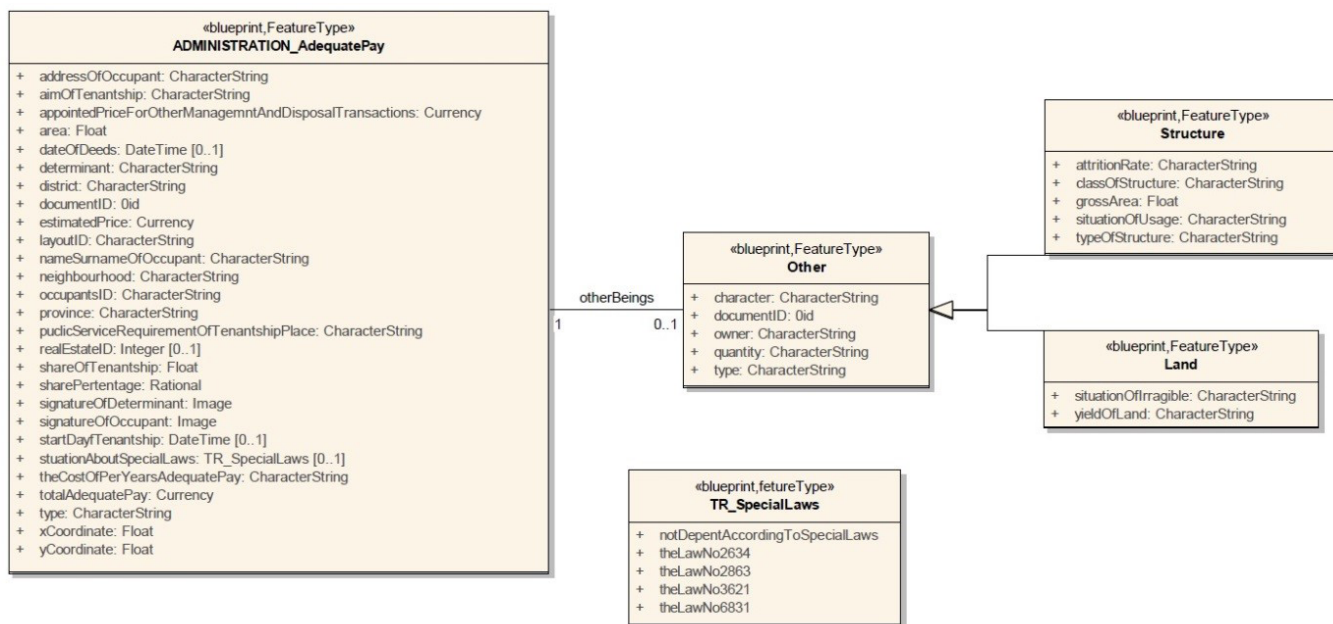 «blueprint,FeatureType»
ADMINISTRATION_AdequatePay
+ addressOfOccupant: CharacterString
+ aimOfTenantship: CharacterString
+ appointedPriceForOtherManagemntAndDisposalTransactions: Currency
+ area: Float
+ dateOfDeeds: DateTime [0..1]
+ determinant: CharacterString
+ district: CharacterString
+ documentID: 0id
+ estimatedPrice: Currency
+ layoutID: CharacterString
+ nameSurnameOfOccupant: CharacterString
+ neighbourhood: CharacterString
+ occupantsID: CharacterString
+ province: CharacterString
+ puclicServiceRequirementOfTenantshipPlace: CharacterString
+ realEstateID: Integer [0..1]
+ shareOfTenantship: Float
+ sharePertentage: Rational
+ signatureOfDeterminant: Image
+ signatureOfOccupant: Image
+ startDayfTenantship: DateTime [0..1]
+ stuationAboutSpecialLaws: TR_SpecialLaws [0..1]
+ theCostOfPerYearsAdequatePay: CharacterString
+ totalAdequatePay: Currency
+ type: CharacterString
+ xCoordinate: Float
+ yCoordinate: Float
otherBeings
1
0..1
«blueprint,FeatureType»
Other
+ character: CharacterString
+ documentID: 0id
+ owner: CharacterString
+ quantity: CharacterString
+ type: CharacterString
«blueprint,FeatureType»
Structure
+ attritionRate: CharacterString
+ classOfStructure: CharacterString
+ grossArea: Float
+ situationOfUsage: CharacterString
+ typeOfStructure: CharacterString
«blueprint,FeatureType»
Land
+ situationOfIrragible: CharacterString
+ yieldOfLand: CharacterString
«blueprint,fetureType»
TR_SpecialLaws
+ notDepentAccordingToSpecialLaws
+ theLawNo2634
+ theLawNo2863
+ theLawNo3621
+ theLawNo6831